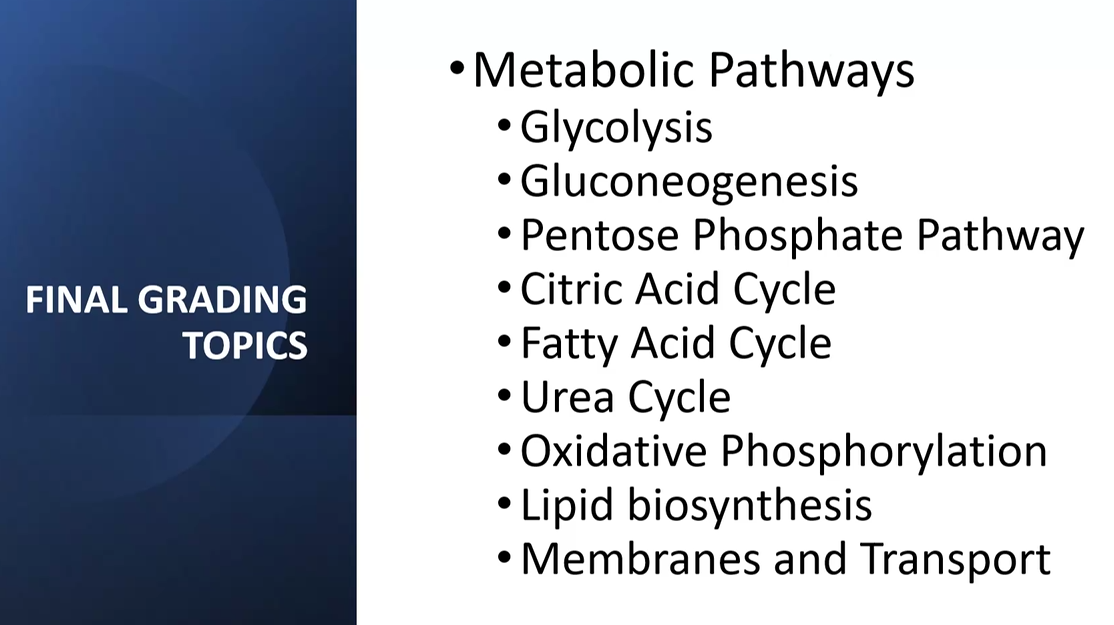 FINAL GRADING
TOPICS
•Metabolic Pathways
•Glycolysis
•Gluconeogenesis
•Pentose Phosphate Pathway
•Citric Acid Cycle
•Fatty Acid Cycle
•Urea Cycle
•Oxidative Phosphorylation
•Lipid biosynthesis
•Membranes and Transport